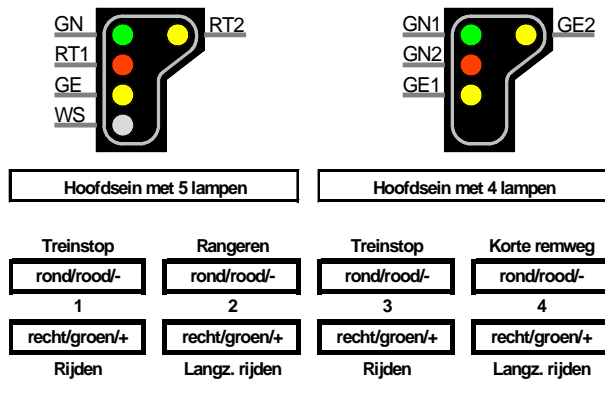 GN RT2 GN1 GE2
RT1 GN2
GE GE1
WS
Hoofdsein met 5 lampen Hoofdsein met 4 lampen
Treinstop Rangeren Treinstop Korte remweg
rond/rood/- rond/rood/- rond/rood/- rond/rood/-
1 2 3 4
recht/groen/+ recht/groen/+ recht/groen/+ recht/groen/+
Rijden Langz. rijden Rijden Langz. rijden